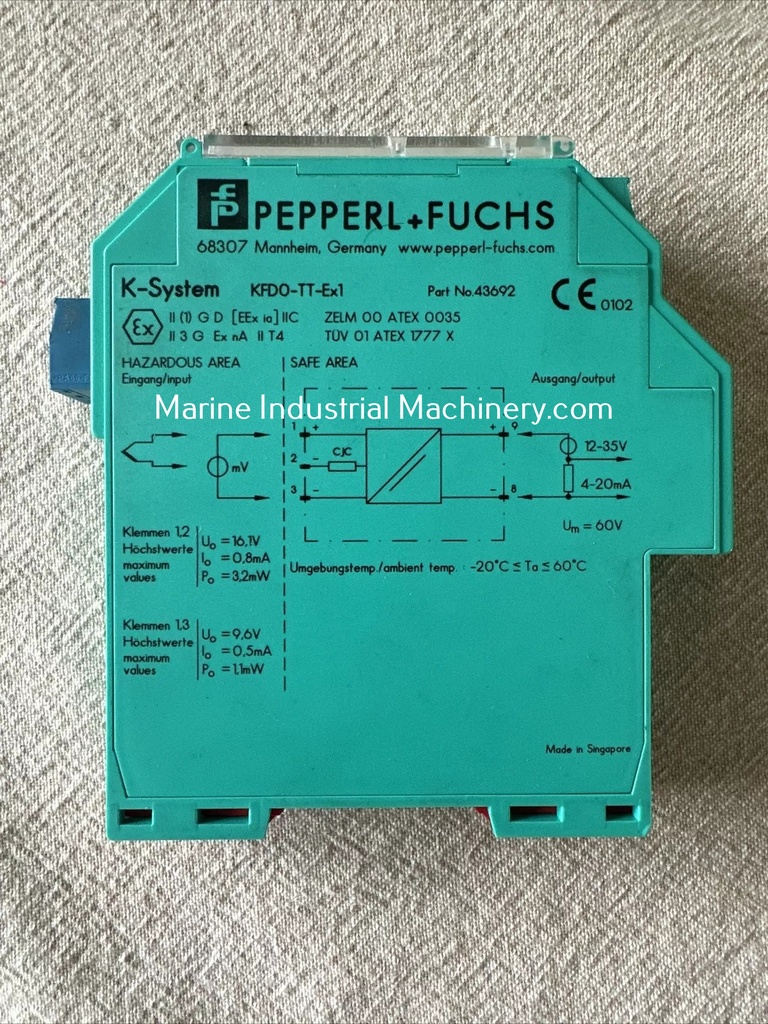 PEPPERL+FUCHS
68307 Mannheim, Germany www.pepperl-fuchs.com
K-System KFD0-TT-Ex1 Part No.43692 CE 0102
Ex II (1) G D [EEx ia] IIC ZELM 00 ATEX 0035
II 3 G Ex nA II T4 TÜV 01 ATEX 1777 X
HAZARDOUS AREA SAFE AREA
Eingang/input Ausgang/output
Marine Industrial Machinery.com
1 + + 9
12-35V
2 - CJC
mV
4-20mA
3 - - 8
Um = 60V
Klemmen 1,2
Höchstwerte
maximum
values
Uo = 16,1V
Io = 0,8mA
Po = 3,2mW
Umgebungstemp./ambient temp. : -20°C ≤ Ta ≤ 60°C
Klemmen 1,3
Höchstwerte
maximum
values
Uo = 9,6V
Io = 0,5mA
Po = 1,1mW
Made in Singapore